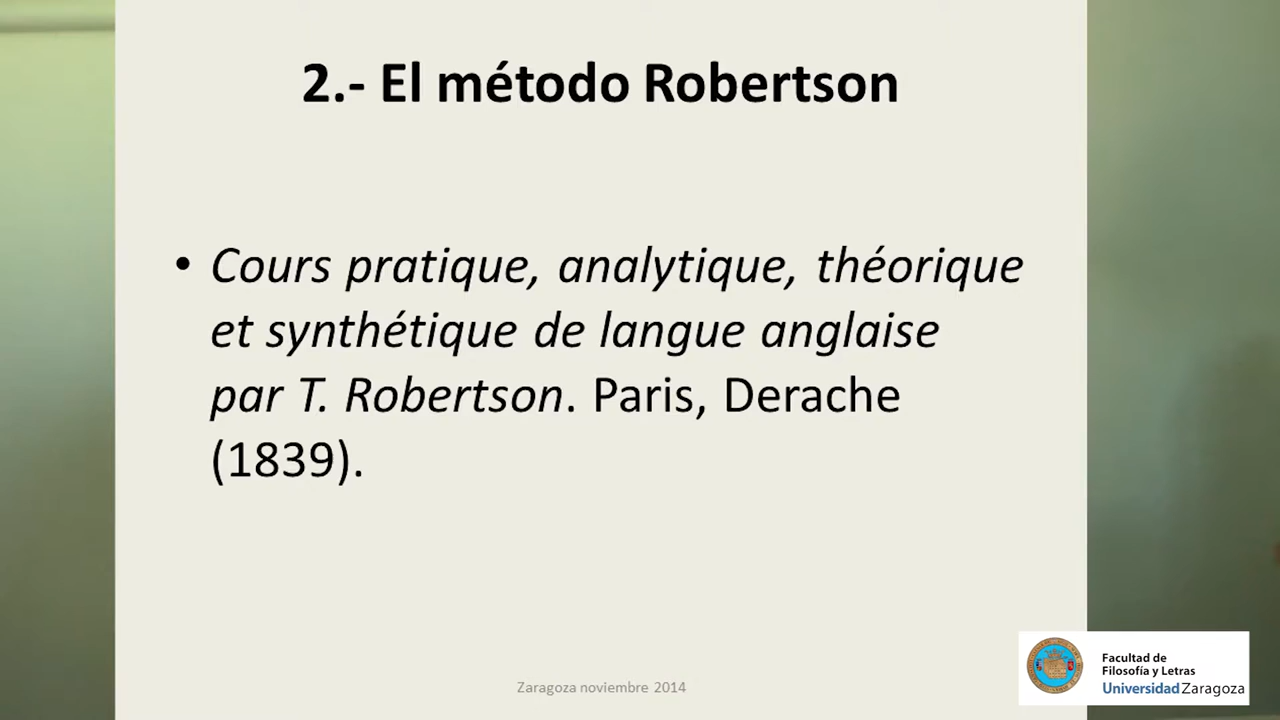 2.- El método Robertson
• Cours pratique, analytique, théorique
et synthétique de langue anglaise
par T. Robertson. Paris, Derache
(1839).
Zaragoza noviembre 2014
Facultad de
Filosofía y Letras
Universidad Zaragoza